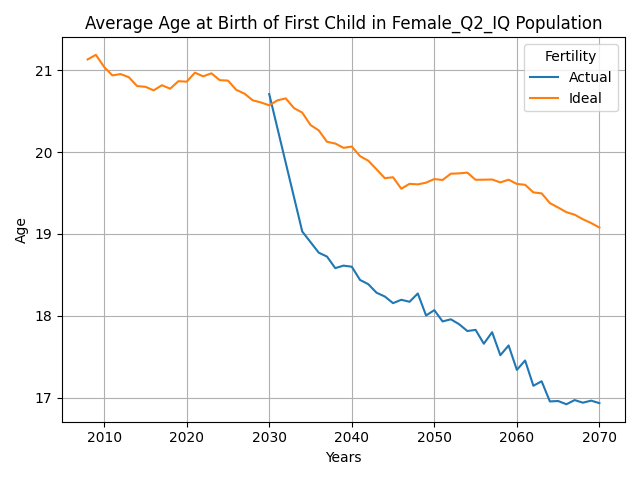 Average Age at Birth of First Child in Female_Q2_IQ Population
Fertility
Actual
Ideal
21
20
19
18
17
Age
2010 2020 2030 2040 2050 2060 2070
Years